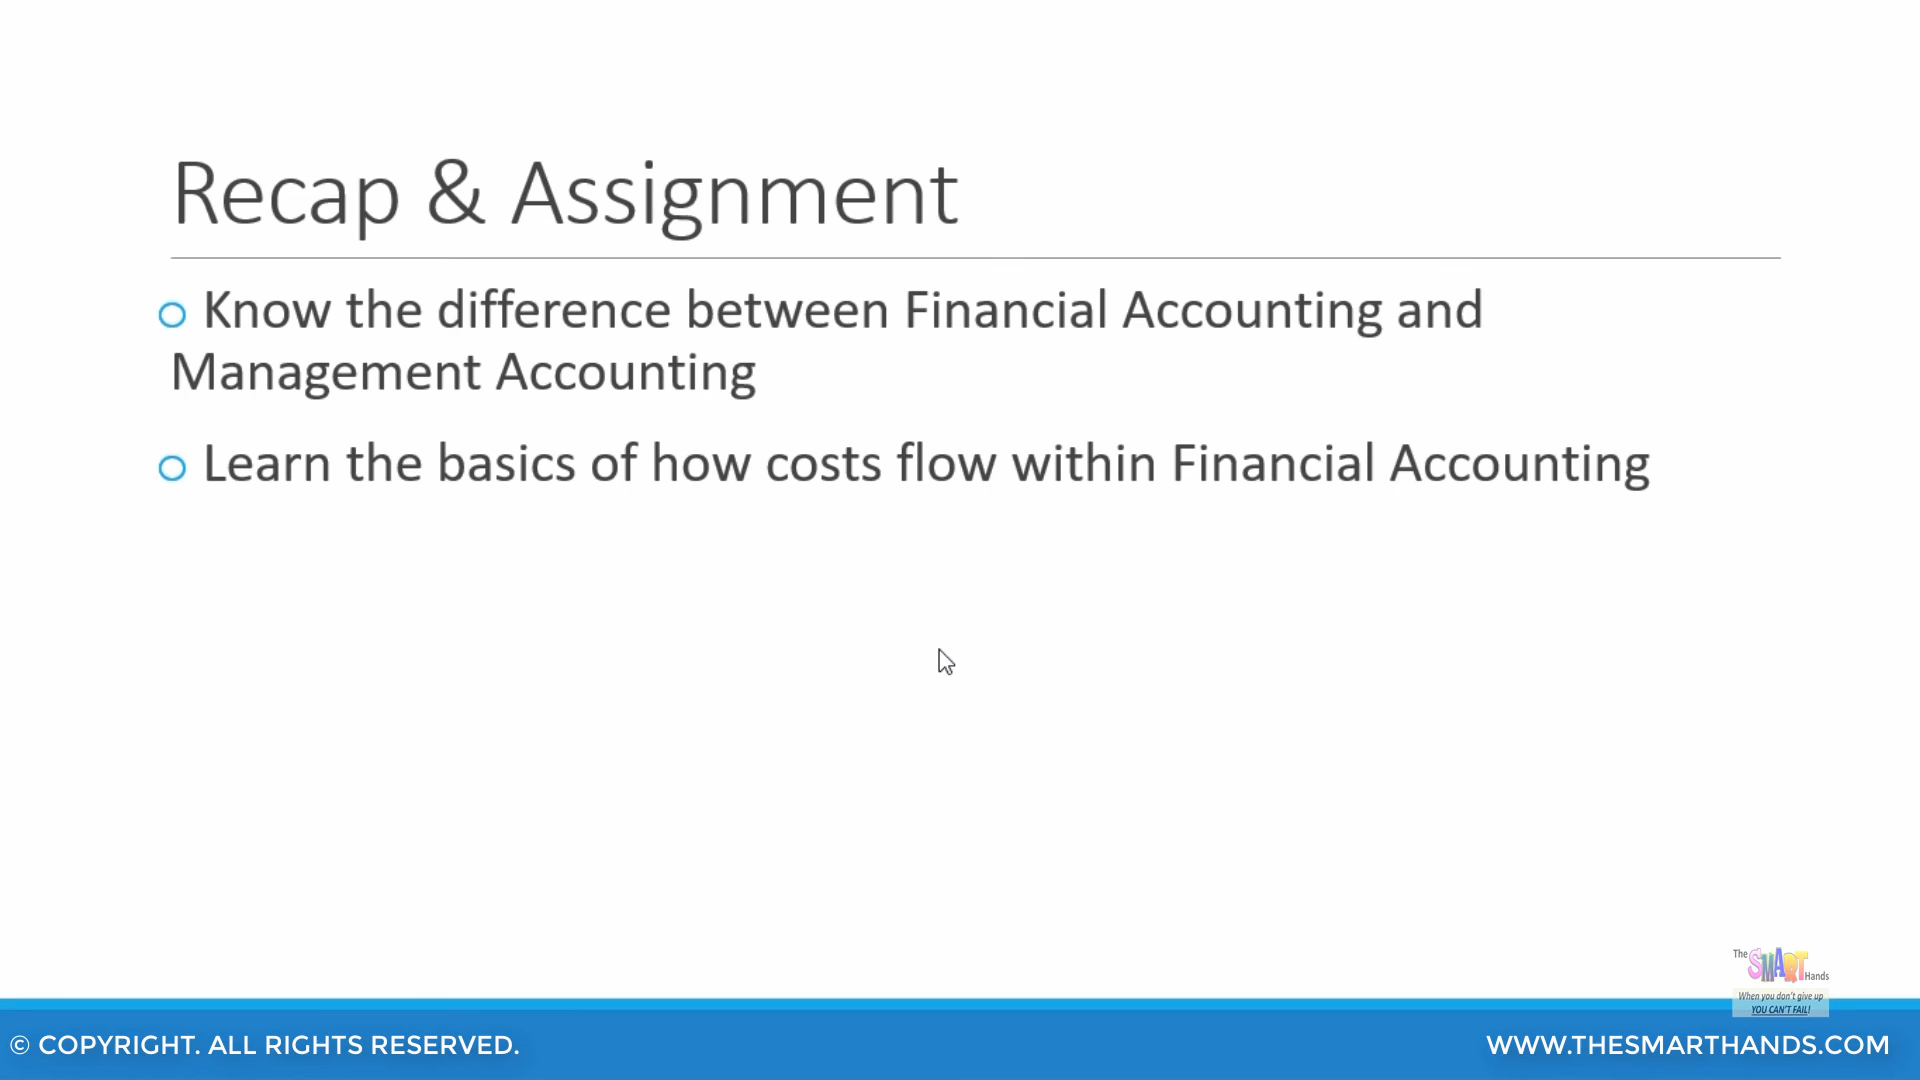 Recap & Assignment
o Know the difference between Financial Accounting and
Management Accounting
o Learn the basics of how costs flow within Financial Accounting
The SMART Hands
When you don't give up
YOU CAN'T FAIL!
© COPYRIGHT. ALL RIGHTS RESERVED.
WWW.THESMARTHANDS.COM